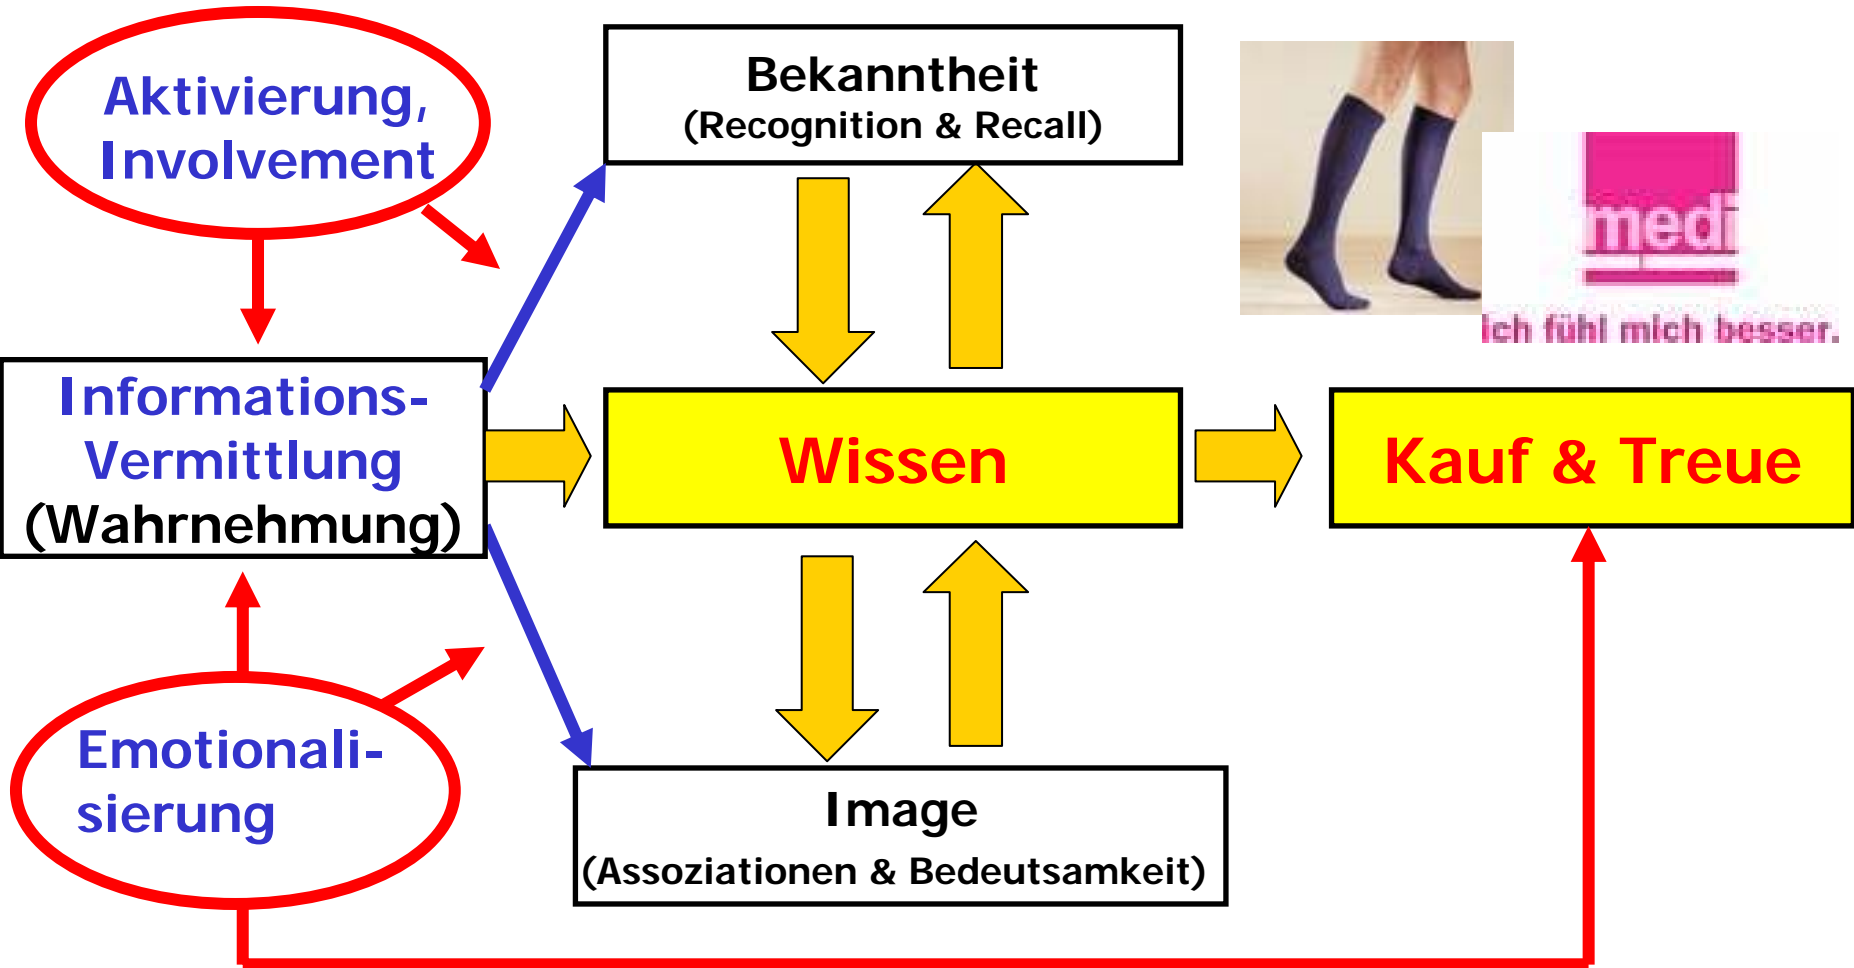 Aktivierung,
Involvement
Bekanntheit
(Recognition & Recall)
medi
ich fühl mich besser.
Informations-
Vermittlung
(Wahrnehmung)
Wissen
Kauf & Treue
Emotionali-
sierung
Image
(Assoziationen & Bedeutsamkeit)